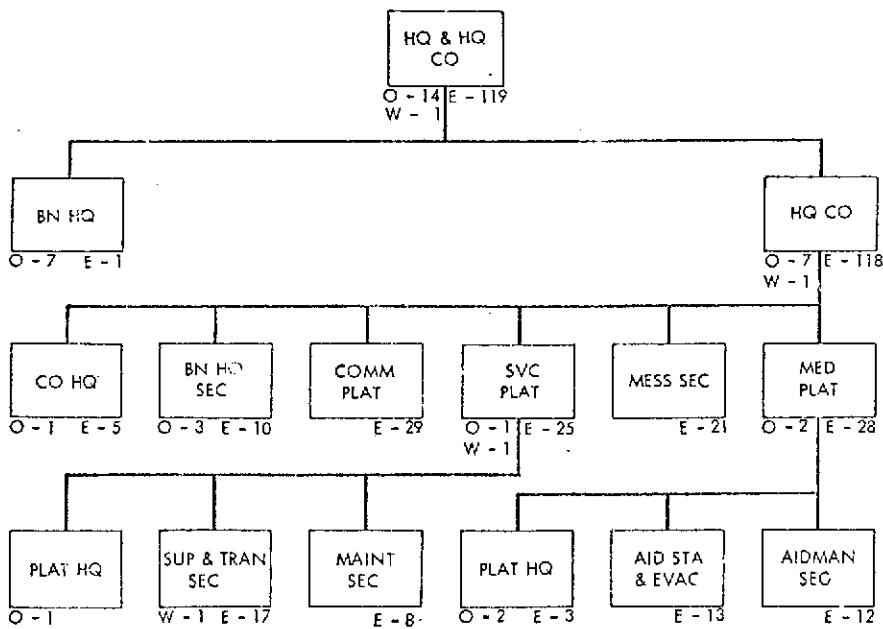 HQ & HQ
CO
O - 14 E - 119
W - 1
BN HQ
HQ CO
O - 7 E - 1
O - 7 E - 118
W - 1
CO HQ
BN HQ
SEC
COMM
PLAT
SVC
PLAT
MESS SEC
MED
PLAT
O - 1 E - 5
O - 3 E - 10
E - 29
O - 1 E - 25
W - 1
E - 21
O - 2 E - 28
PLAT HQ
SUP & TRAN
SEC
MAINT
SEC
PLAT HQ
AID STA
& EVAC
AIDMAN
SEC
O - 1
W - 1 E - 17
E - 8
O - 2 E - 3
E - 13
E - 12